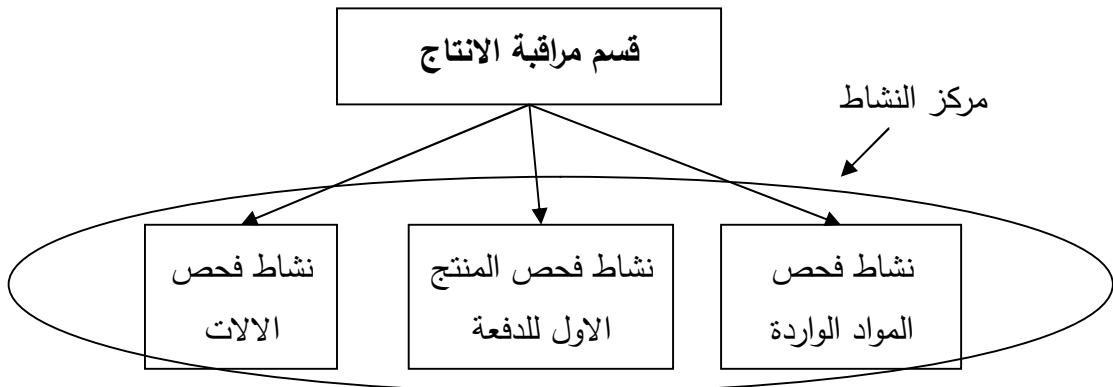 قسم مراقبة الانتاج
مركز النشاط
نشاط فحص
المواد الواردة
نشاط فحص المنتج
الاول للدفعة
نشاط فحص
الالات